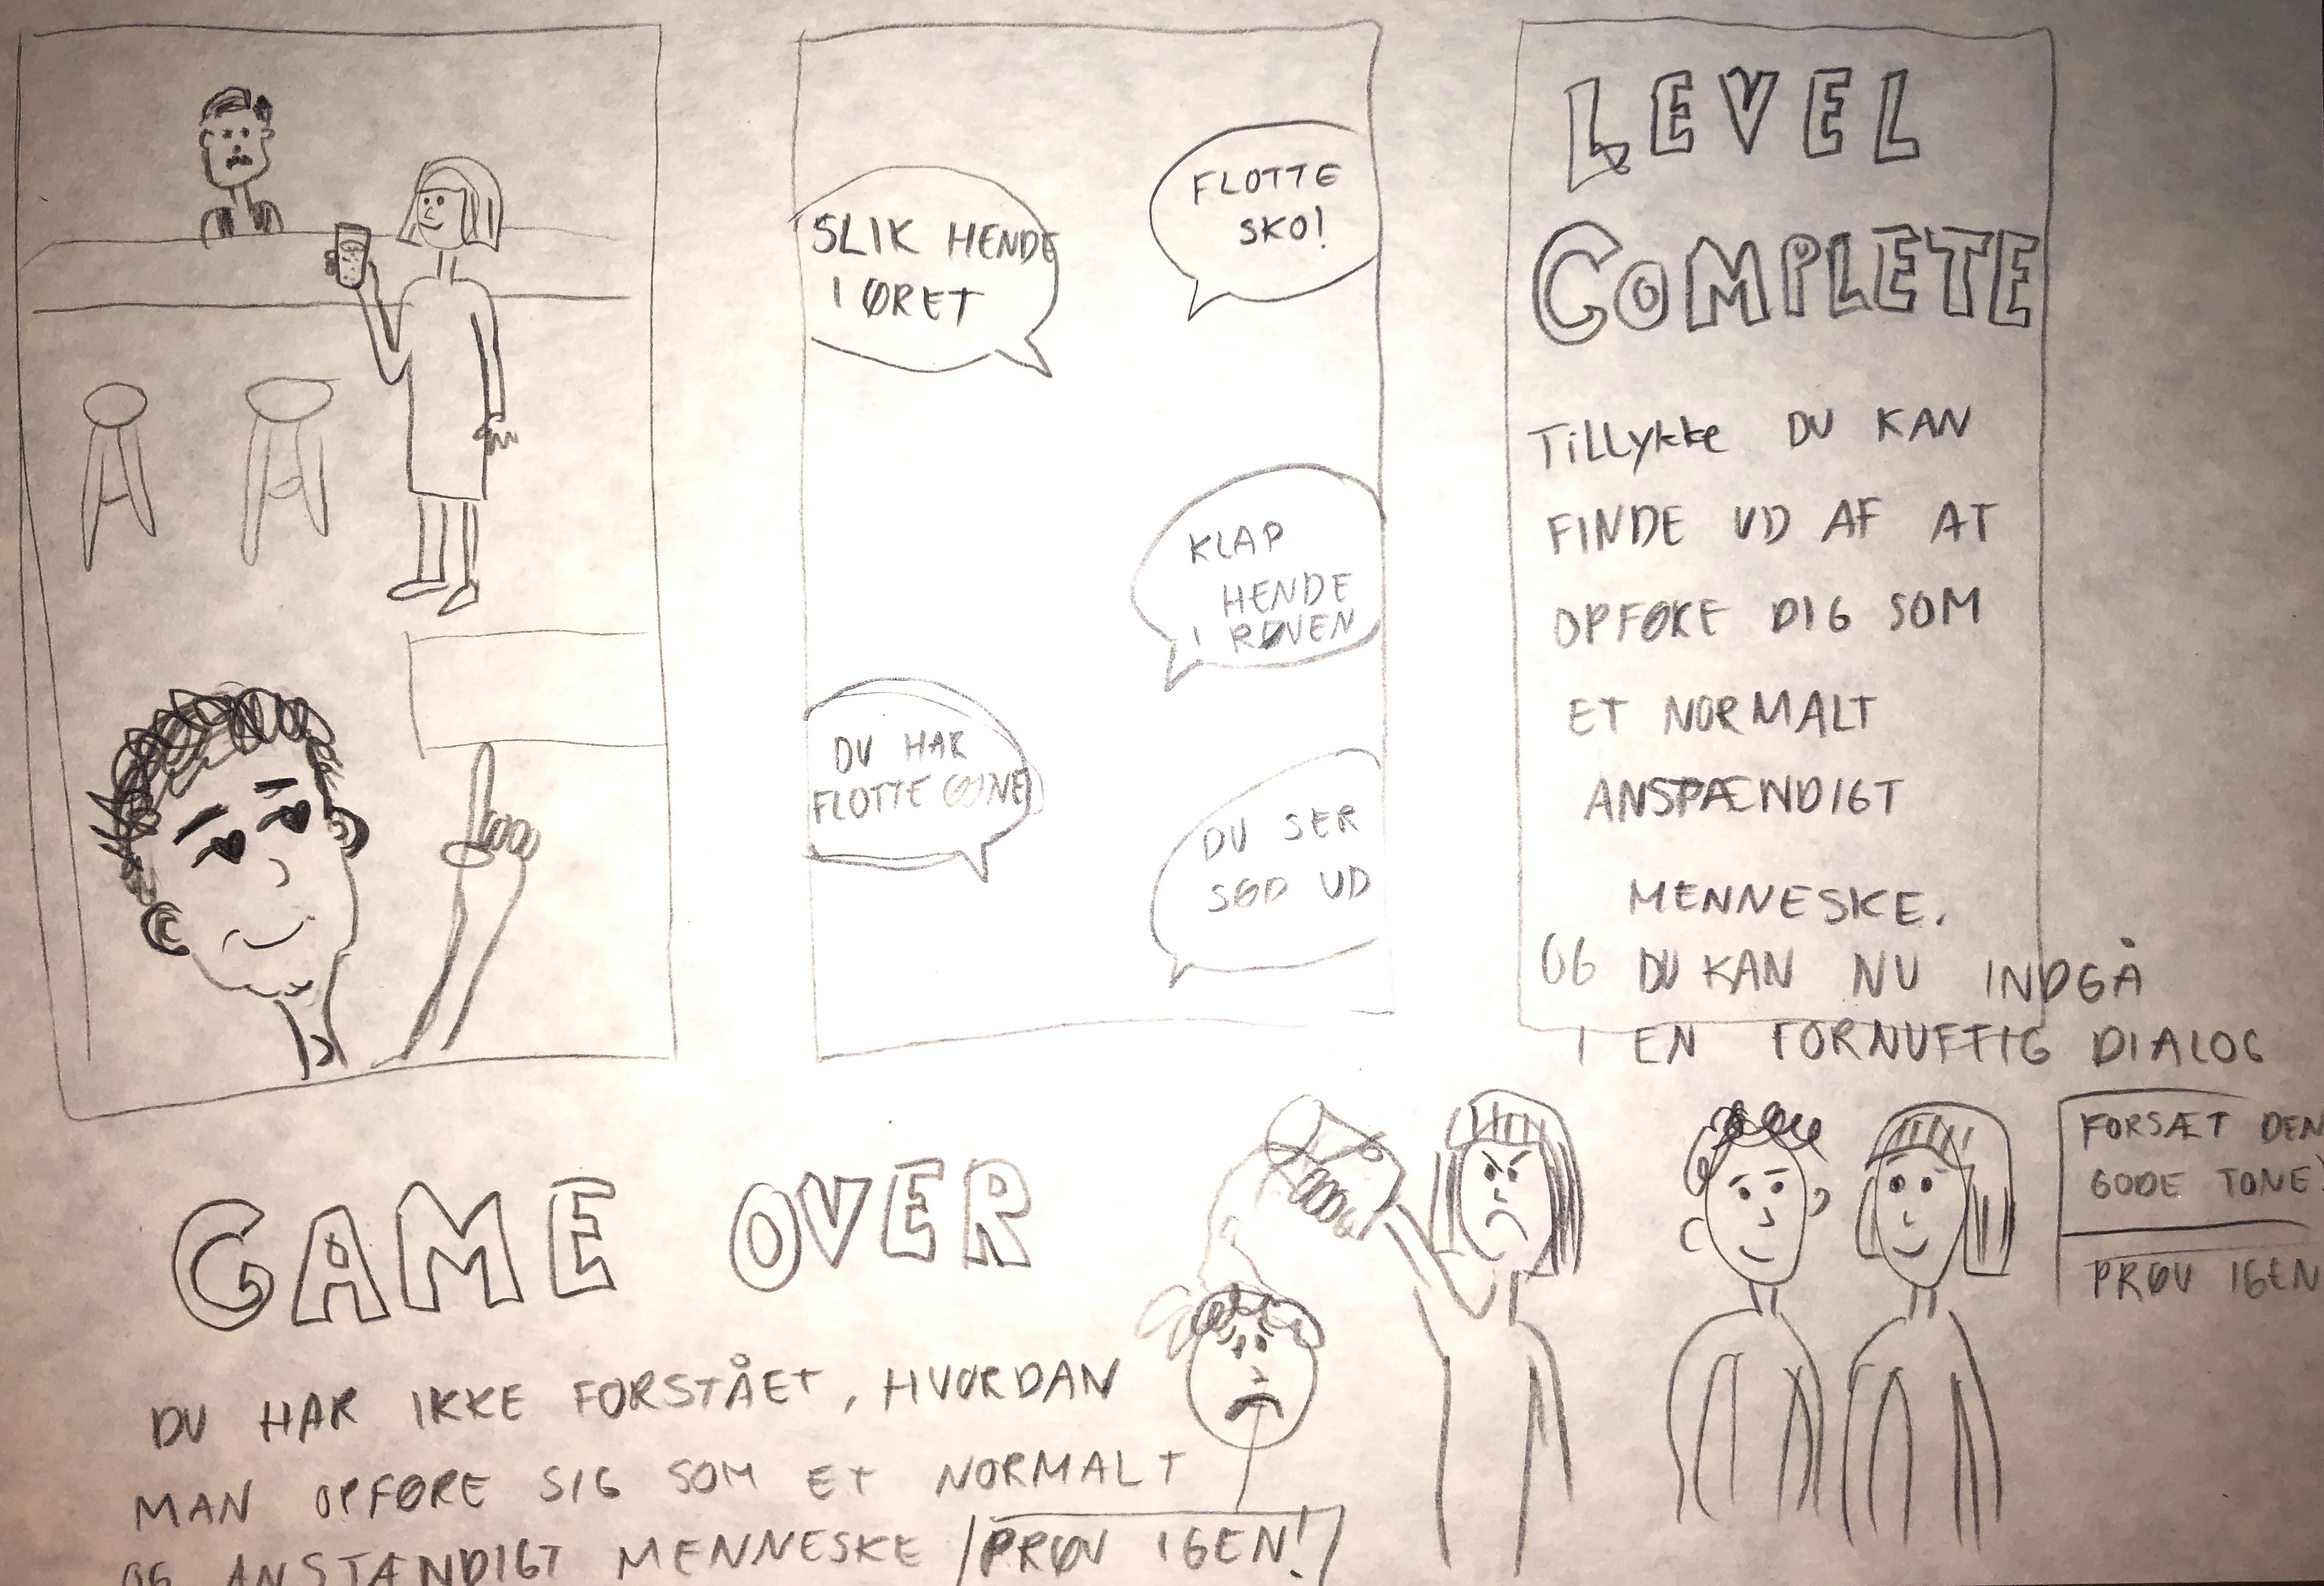 SLIK HENDE
I ØRET
FLOTTE
SKO!
KLAP
HENDE
I RØVEN
DU HAR
FLOTTE ØJNE
DU SER
SØD UD
LEVEL
COMPLETE
TiLLykke DU KAN
FINDE UD AF AT
OPFØRE DIG SOM
ET NORMALT
ANSPÆNDIGT
MENNESKE.
OG DU KAN NU INDGÅ
I EN FORNUFTIG DIALOG
FORSÆT DEN
GODE TONE!
PRØV IGEN
GAME OVER
DU HAR IKKE FORSTÅET, HVORDAN
MAN OPFØRE SIG SOM ET NORMALT
OG ANSTÆNDIGT MENNESKE
PRØV IGEN!